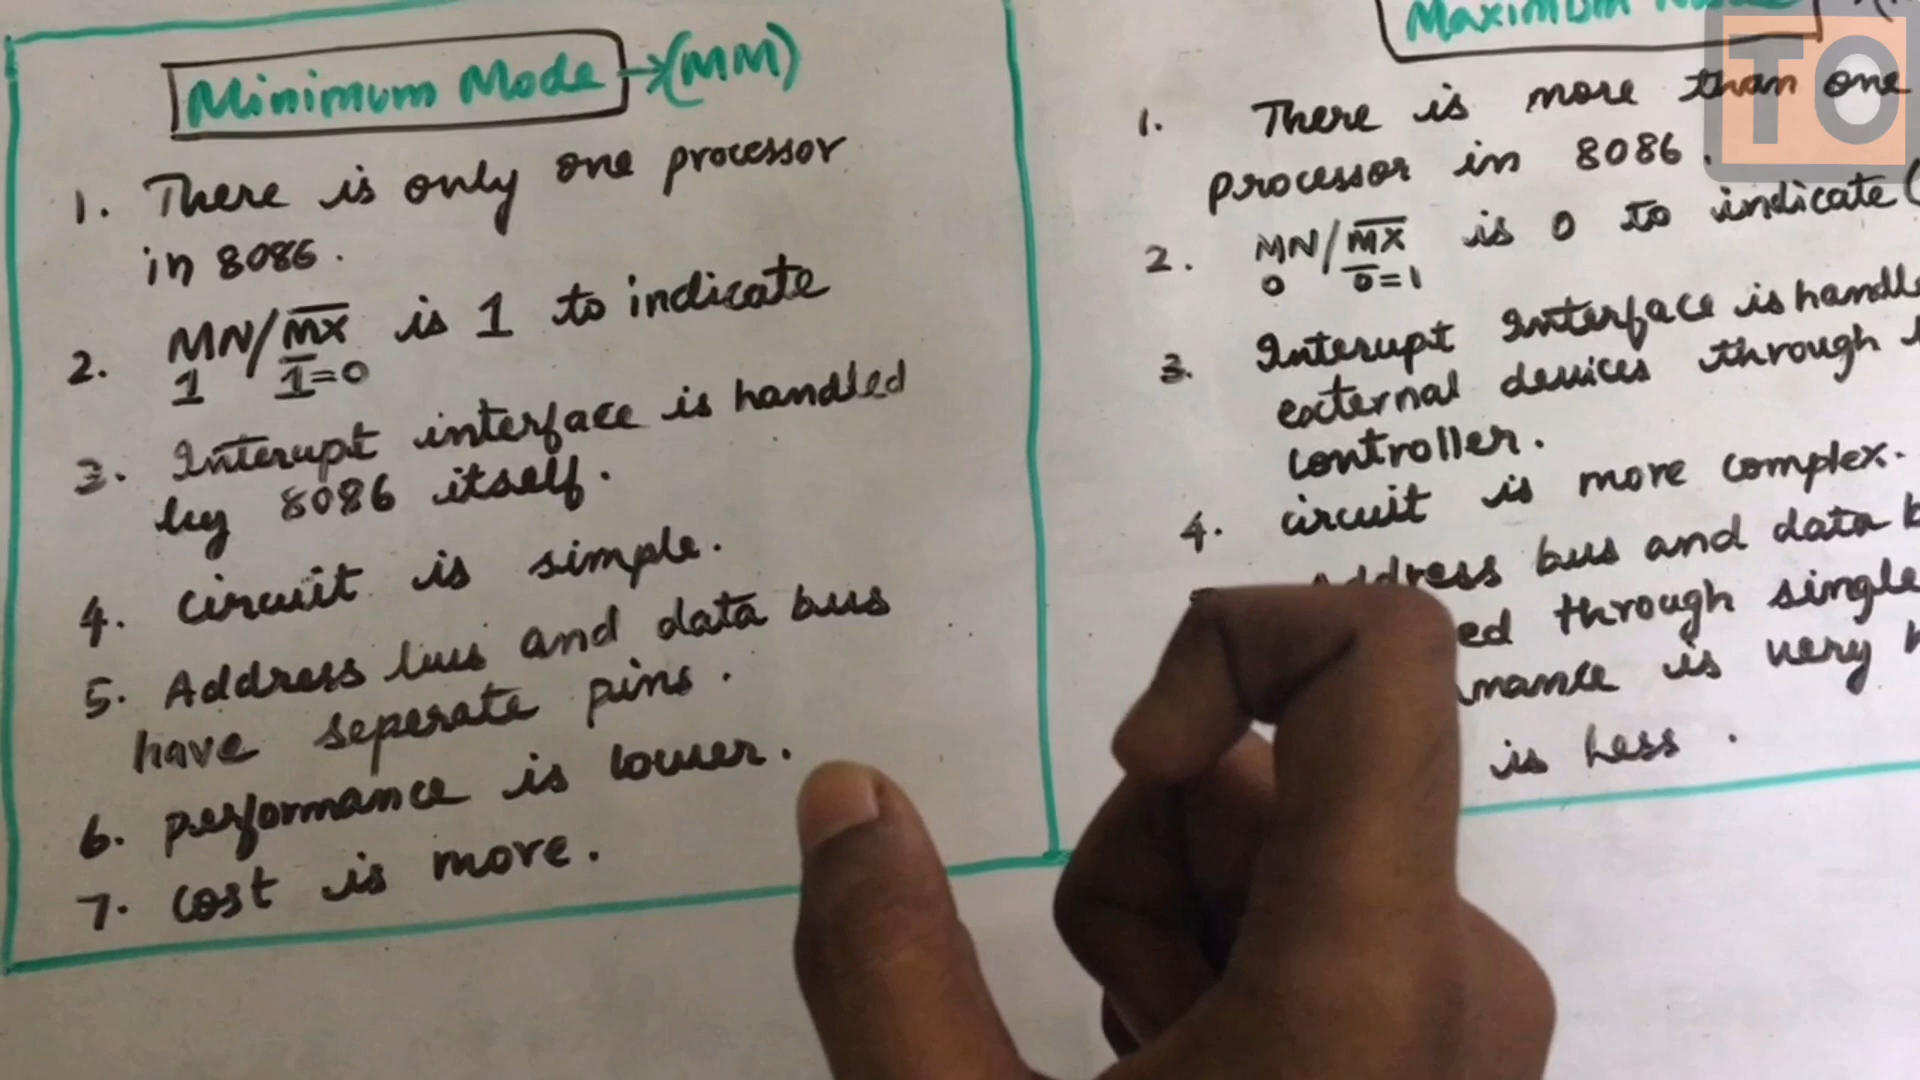 Minimum Mode →(MM)
1. There is only one processor
in 8086.
2. MN/M̅X̅ is 1 to indicate
1 1̅=0
3. Interupt interface is handled
by 8086 itself.
4. Circuit is simple.
5. Address bus and data bus
have seperate pins.
6. performance is lower.
7. Cost is more.
Maximum
1. There is more than one
processor in 8086.
2. MN/M̅X̅ is 0 to indicate (
0 0̅=1
3. Interupt Interface is handle
external devices through
controller.
4. circuit is more complex.
Address bus and data b
ed through single
mance is very h
is Less.
TO